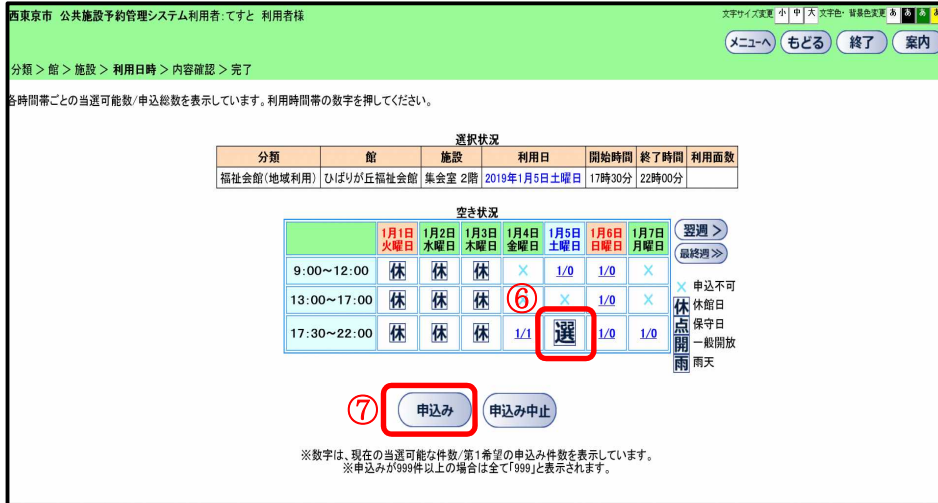 西東京市 公共施設予約管理システム利用者:てすと 利用者様
文字サイズ変更 小 中 大 文字色・背景色変更 あ あ あ あ
メニューへ もどる 終了 案内
分類 > 館 > 施設 > 利用日時 > 内容確認 > 完了
各時間帯ごとの当選可能数/申込総数を表示しています。利用時間帯の数字を押してください。
選択状況
分類 館 施設 利用日 開始時間 終了時間 利用面数
福祉会館(地域利用) ひばりが丘福祉会館 集会室 2階 2019年1月5日土曜日 17時30分 22時00分
空き状況
1月1日 1月2日 1月3日 1月4日 1月5日 1月6日 1月7日
火曜日 水曜日 木曜日 金曜日 土曜日 日曜日 月曜日
翌週 >
最終週 ≫
9:00~12:00 休 休 休 × 1/0 1/0 ×
13:00~17:00 休 休 休 ⑥ × 1/0 ×
17:30~22:00 休 休 休 1/1 選 1/0 1/0
× 申込不可
休 休館日
点 保守日
開 一般開放
雨 雨天
⑦ 申込み 申込み中止
※数字は、現在の当選可能な件数/第1希望の申込み件数を表示しています。
※申込みが999件以上の場合は全て「999」と表示されます。